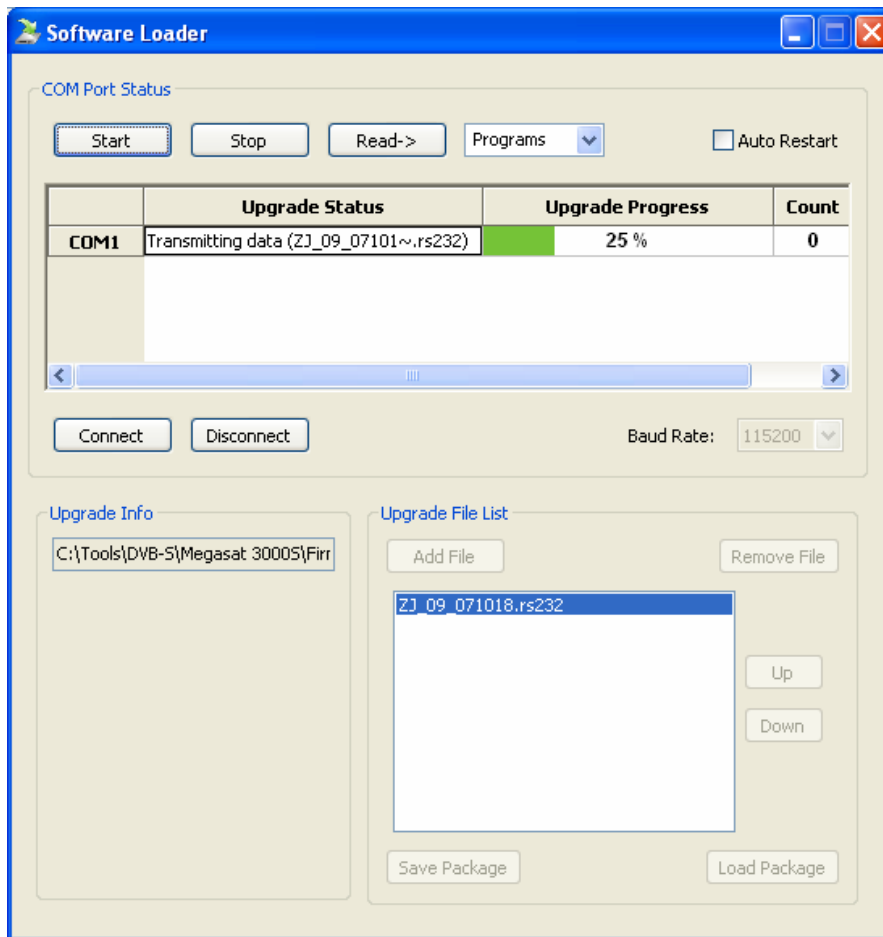 Software Loader
COM Port Status
Start Stop Read-> Programs Auto Restart
Upgrade Status Upgrade Progress Count
COM1 Transmitting data (ZJ_09_07101~.rs232) 25 % 0
Connect Disconnect Baud Rate: 115200
Upgrade Info Upgrade File List
C:\Tools\DVB-S\Megasat 3000S\Firr Add File Remove File
ZJ_09_071018.rs232
Up
Down
Save Package Load Package